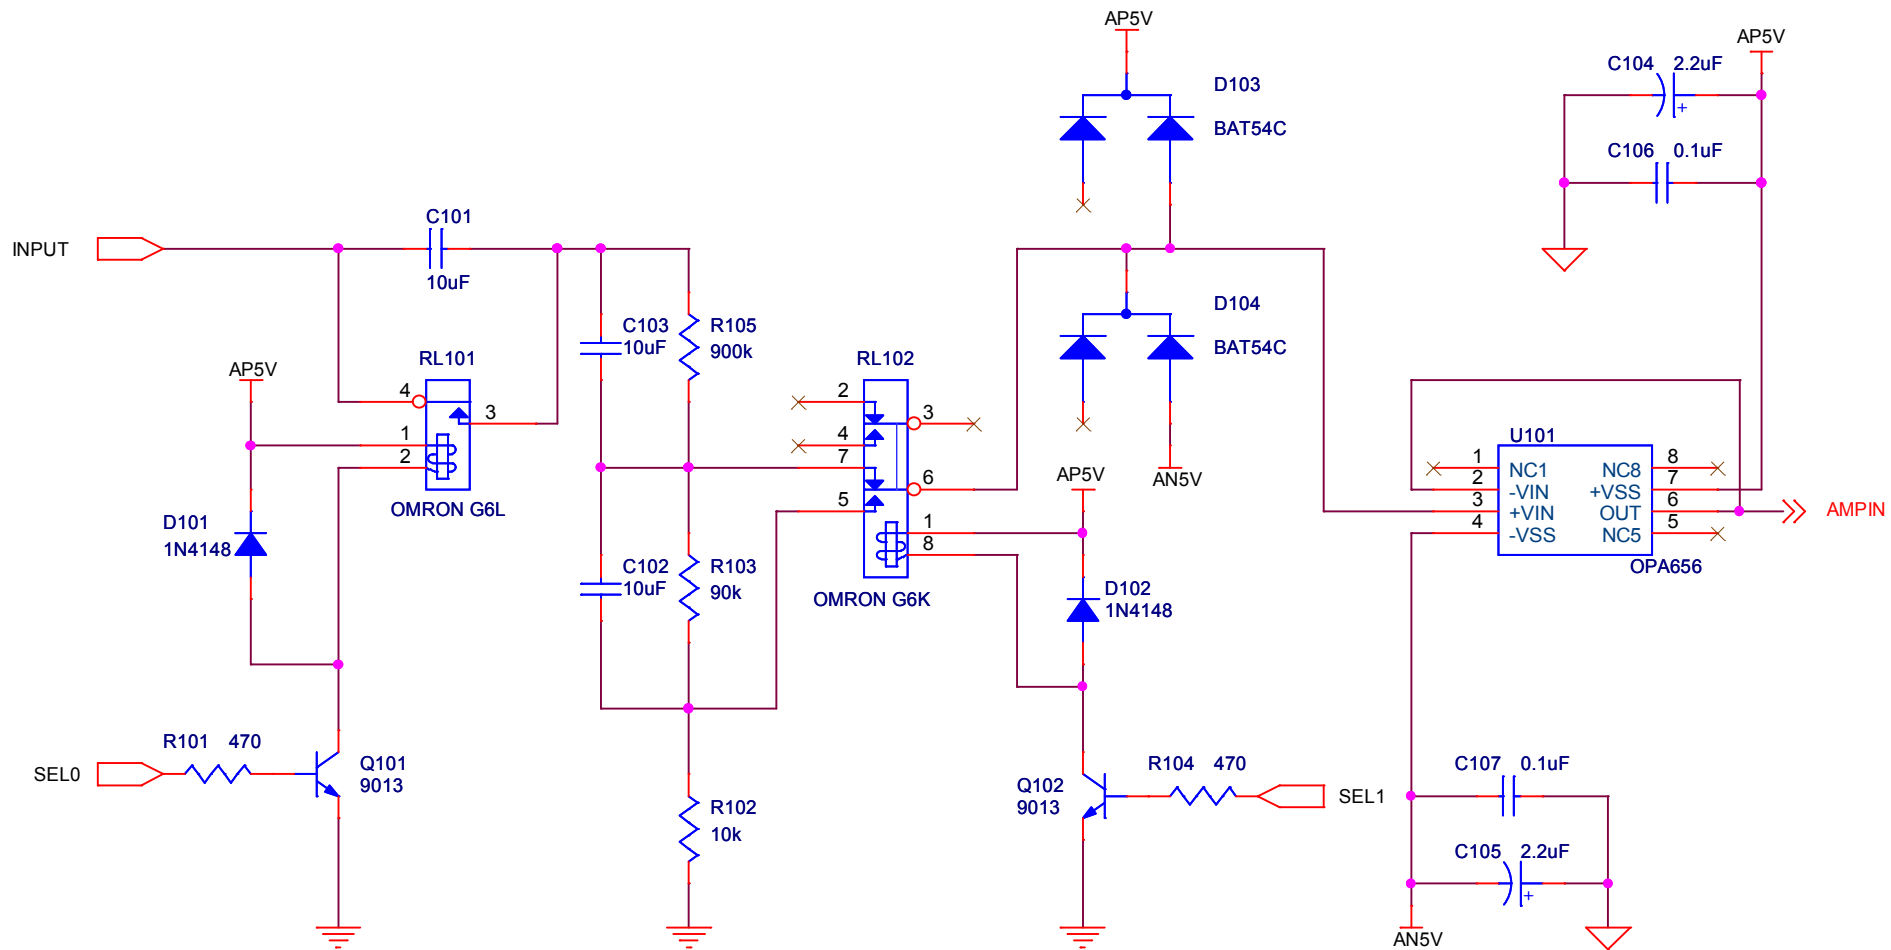 AP5V
D103
BAT54C
AP5V
C104 2.2uF
C106 0.1uF
INPUT
C101
10uF
C103
10uF
R105
900k
D104
BAT54C
AN5V
AP5V
RL101
4
3
1
2
OMRON G6L
D101
1N4148
RL102
2
3
4
7
6
5
1
8
OMRON G6K
AP5V
D102
1N4148
C102
10uF
R103
90k
U101
1 NC1 NC8 8
2 -VIN +VSS 7
3 +VIN OUT 6
4 -VSS NC5 5
OPA656
AMPIN
SEL0
R101 470
Q101
9013
R102
10k
Q102
9013
R104 470
SEL1
C107 0.1uF
C105 2.2uF
AN5V
+
+